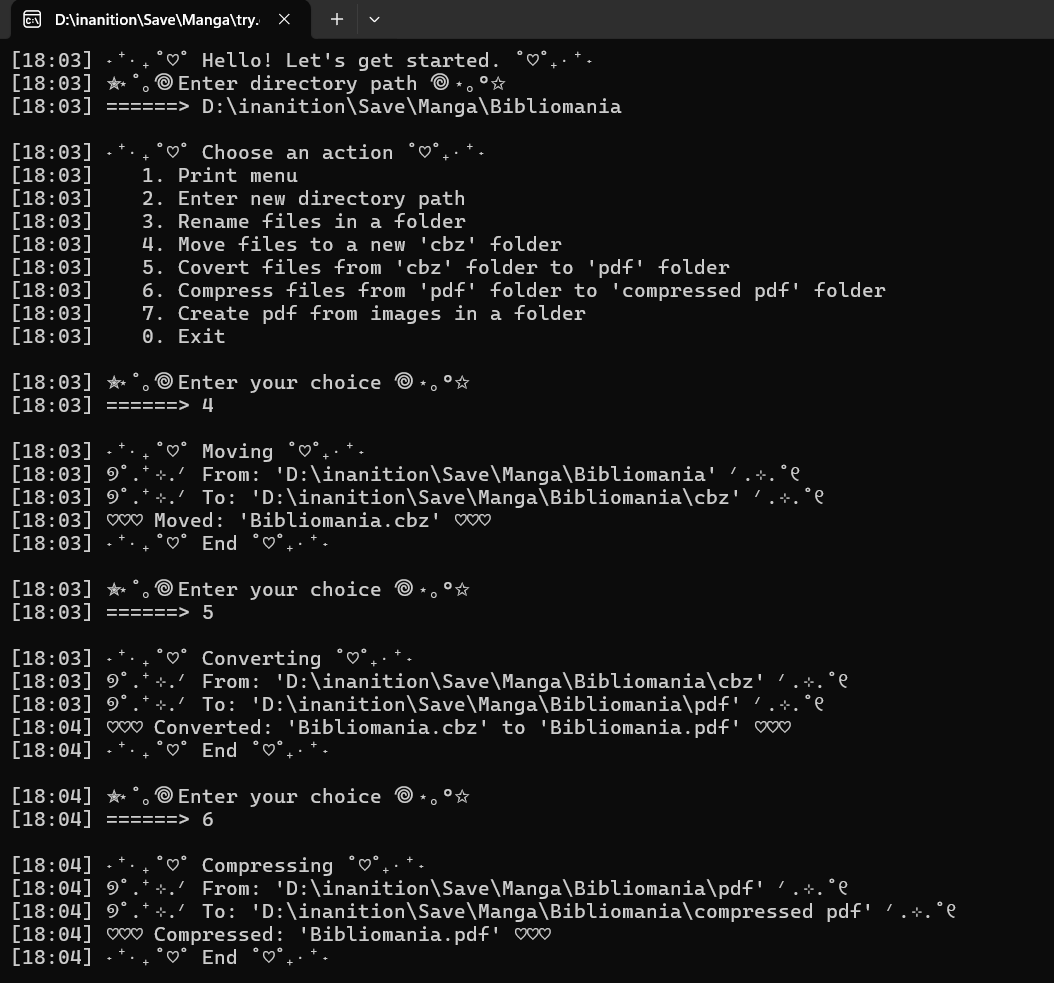 D:\inanition\Save\Manga\try.
[18:03] ˗⁺‧₊˚♡˚ Hello! Let's get started. ˚♡˚₊‧⁺˗
[18:03] ✯⋆˚｡𖦹Enter directory path 𖦹⋆｡°✩
[18:03] ======> D:\inanition\Save\Manga\Bibliomania
[18:03] ˗⁺‧₊˚♡˚ Choose an action ˚♡˚₊‧⁺˗
[18:03]    1. Print menu
[18:03]    2. Enter new directory path
[18:03]    3. Rename files in a folder
[18:03]    4. Move files to a new 'cbz' folder
[18:03]    5. Covert files from 'cbz' folder to 'pdf' folder
[18:03]    6. Compress files from 'pdf' folder to 'compressed pdf' folder
[18:03]    7. Create pdf from images in a folder
[18:03]    0. Exit
[18:03] ✯⋆˚｡𖦹Enter your choice 𖦹⋆｡°✩
[18:03] ======> 4
[18:03] ˗⁺‧₊˚♡˚ Moving ˚♡˚₊‧⁺˗
[18:03] ୭˚.⁺⊹.ᐟ From: 'D:\inanition\Save\Manga\Bibliomania' ᐟ.⊹.˚୧
[18:03] ୭˚.⁺⊹.ᐟ To: 'D:\inanition\Save\Manga\Bibliomania\cbz' ᐟ.⊹.˚୧
[18:03] ♡♡♡ Moved: 'Bibliomania.cbz' ♡♡♡
[18:03] ˗⁺‧₊˚♡˚ End ˚♡˚₊‧⁺˗
[18:03] ✯⋆˚｡𖦹Enter your choice 𖦹⋆｡°✩
[18:03] ======> 5
[18:03] ˗⁺‧₊˚♡˚ Converting ˚♡˚₊‧⁺˗
[18:03] ୭˚.⁺⊹.ᐟ From: 'D:\inanition\Save\Manga\Bibliomania\cbz' ᐟ.⊹.˚୧
[18:03] ୭˚.⁺⊹.ᐟ To: 'D:\inanition\Save\Manga\Bibliomania\pdf' ᐟ.⊹.˚୧
[18:04] ♡♡♡ Converted: 'Bibliomania.cbz' to 'Bibliomania.pdf' ♡♡♡
[18:04] ˗⁺‧₊˚♡˚ End ˚♡˚₊‧⁺˗
[18:04] ✯⋆˚｡𖦹Enter your choice 𖦹⋆｡°✩
[18:04] ======> 6
[18:04] ˗⁺‧₊˚♡˚ Compressing ˚♡˚₊‧⁺˗
[18:04] ୭˚.⁺⊹.ᐟ From: 'D:\inanition\Save\Manga\Bibliomania\pdf' ᐟ.⊹.˚୧
[18:04] ୭˚.⁺⊹.ᐟ To: 'D:\inanition\Save\Manga\Bibliomania\compressed pdf' ᐟ.⊹.˚୧
[18:04] ♡♡♡ Compressed: 'Bibliomania.pdf' ♡♡♡
[18:04] ˗⁺‧₊˚♡˚ End ˚♡˚₊‧⁺˗